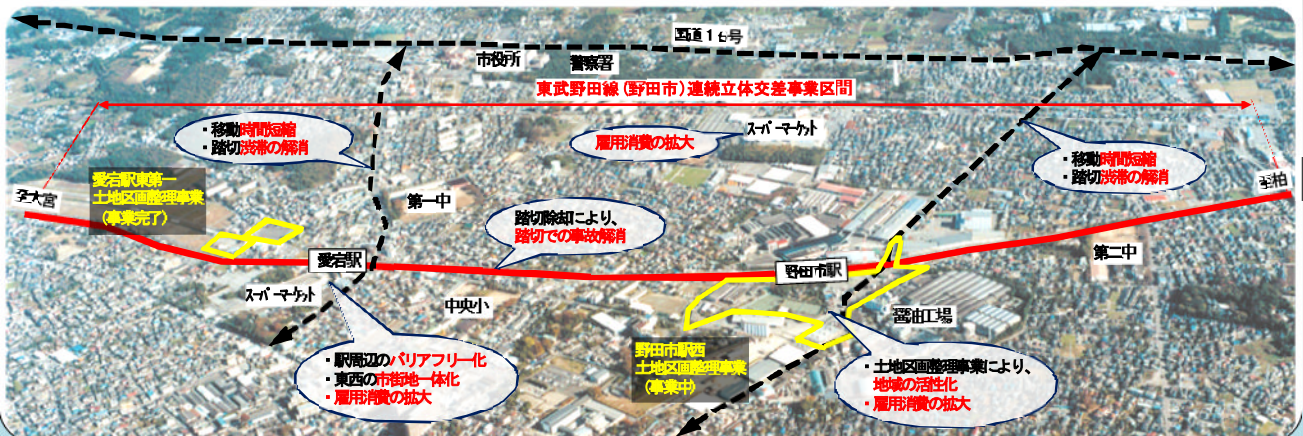 国道16号
市役所
警察署
東武野田線(野田市)連続立体交差事業区間
・移動時間短縮
・踏切渋滞の解消
雇用消費の拡大
スーパーマーケット
・移動時間短縮
・踏切渋滞の解消
愛宕駅東第一
土地区画整理事業
(事業完了)
至大宮
至柏
第一中
踏切除却により、
踏切での事故解消
愛宕駅
野田市駅
第二中
スーパーマーケット
中央小
醤油工場
・駅周辺のバリアフリー化
・東西の市街地一体化
・雇用消費の拡大
野田市駅西
土地区画整理事業
(事業中)
・土地区画整理事業により、
地域の活性化
・雇用消費の拡大